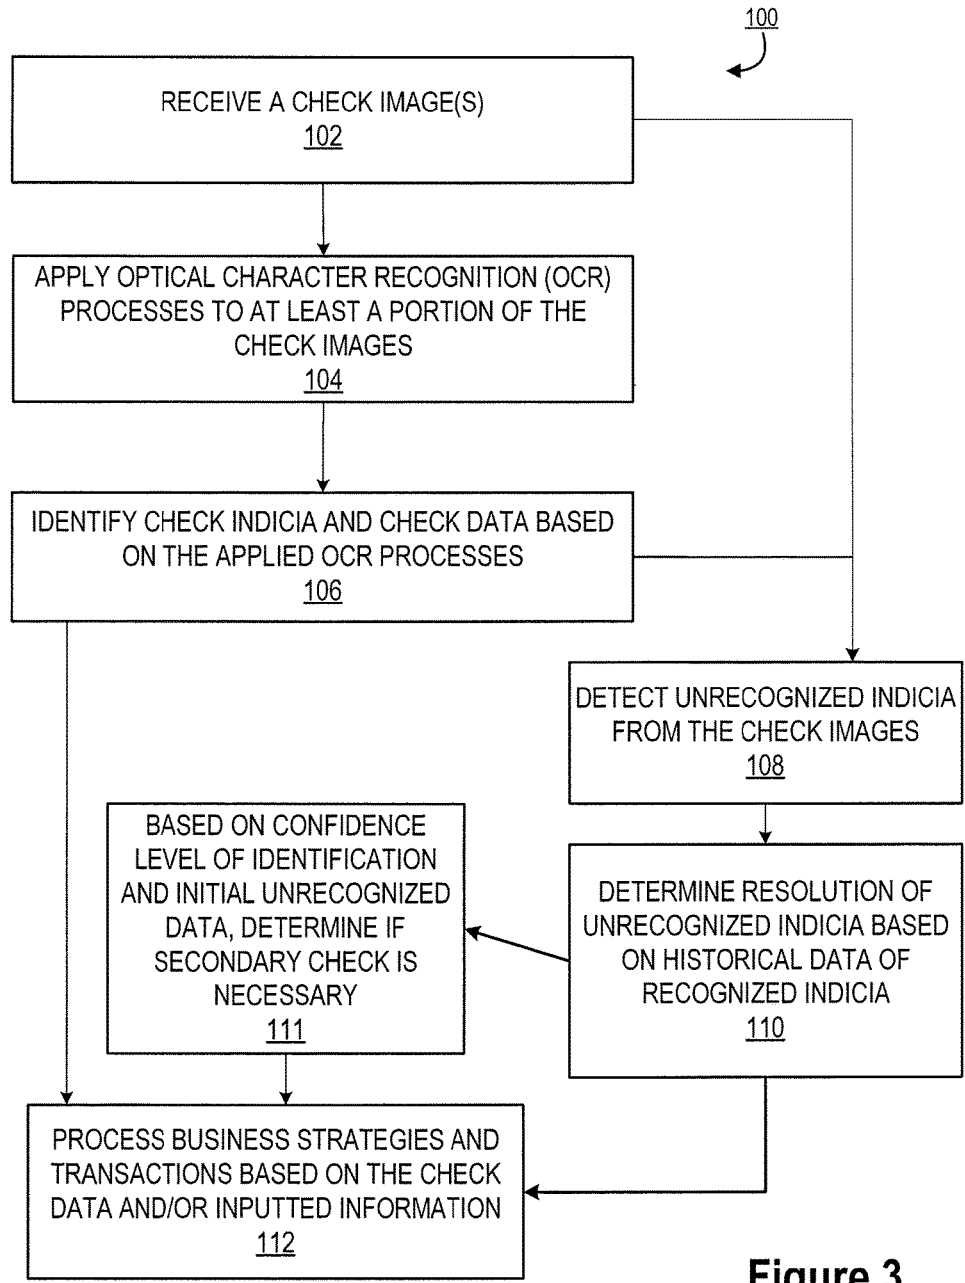 100
RECEIVE A CHECK IMAGE(S)
102
APPLY OPTICAL CHARACTER RECOGNITION (OCR)
PROCESSES TO AT LEAST A PORTION OF THE
CHECK IMAGES
104
IDENTIFY CHECK INDICIA AND CHECK DATA BASED
ON THE APPLIED OCR PROCESSES
106
DETECT UNRECOGNIZED INDICIA
FROM THE CHECK IMAGES
108
BASED ON CONFIDENCE
LEVEL OF IDENTIFICATION
AND INITIAL UNRECOGNIZED
DATA, DETERMINE IF
SECONDARY CHECK IS
NECESSARY
111
DETERMINE RESOLUTION OF
UNRECOGNIZED INDICIA BASED
ON HISTORICAL DATA OF
RECOGNIZED INDICIA
110
PROCESS BUSINESS STRATEGIES AND
TRANSACTIONS BASED ON THE CHECK
DATA AND/OR INPUTTED INFORMATION
112
Figure 3